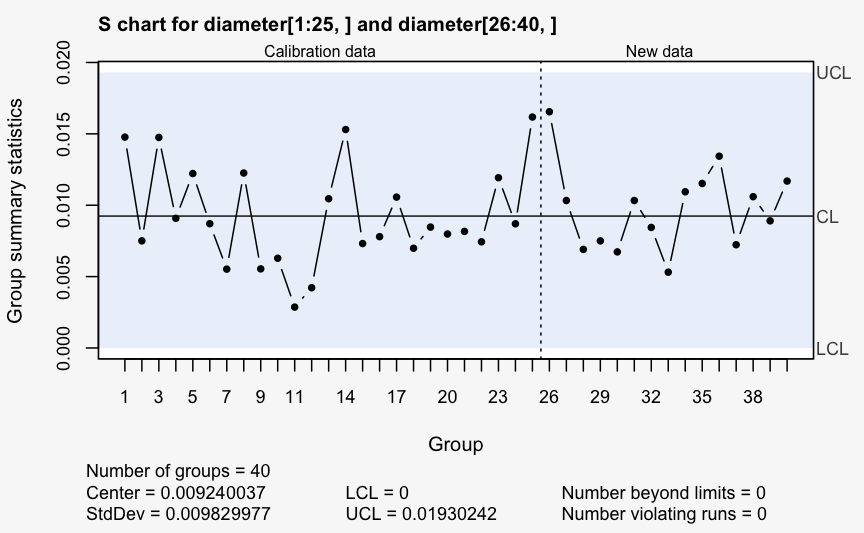 S chart for diameter[1:25, ] and diameter[26:40, ]
Calibration data New data
Group summary statistics
0.020
0.015
0.010
0.005
0.000
UCL
CL
LCL
1 3 5 7 9 11 14 17 20 23 26 29 32 35 38
Group
Number of groups = 40
Center = 0.009240037 LCL = 0 Number beyond limits = 0
StdDev = 0.009829977 UCL = 0.01930242 Number violating runs = 0